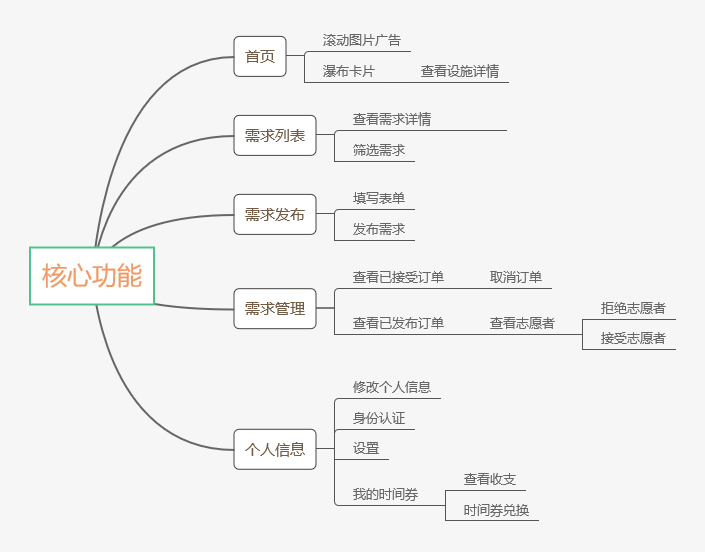 核心功能
首页
滚动图片广告
瀑布卡片
查看设施详情
需求列表
查看需求详情
筛选需求
需求发布
填写表单
发布需求
需求管理
查看已接受订单
取消订单
查看已发布订单
查看志愿者
拒绝志愿者
接受志愿者
个人信息
修改个人信息
身份认证
设置
我的时间券
查看收支
时间券兑换